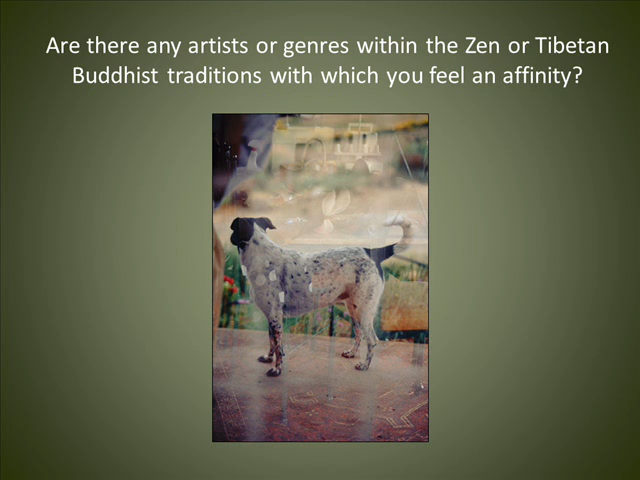 Are there any artists or genres within the Zen or Tibetan
Buddhist traditions with which you feel an affinity?